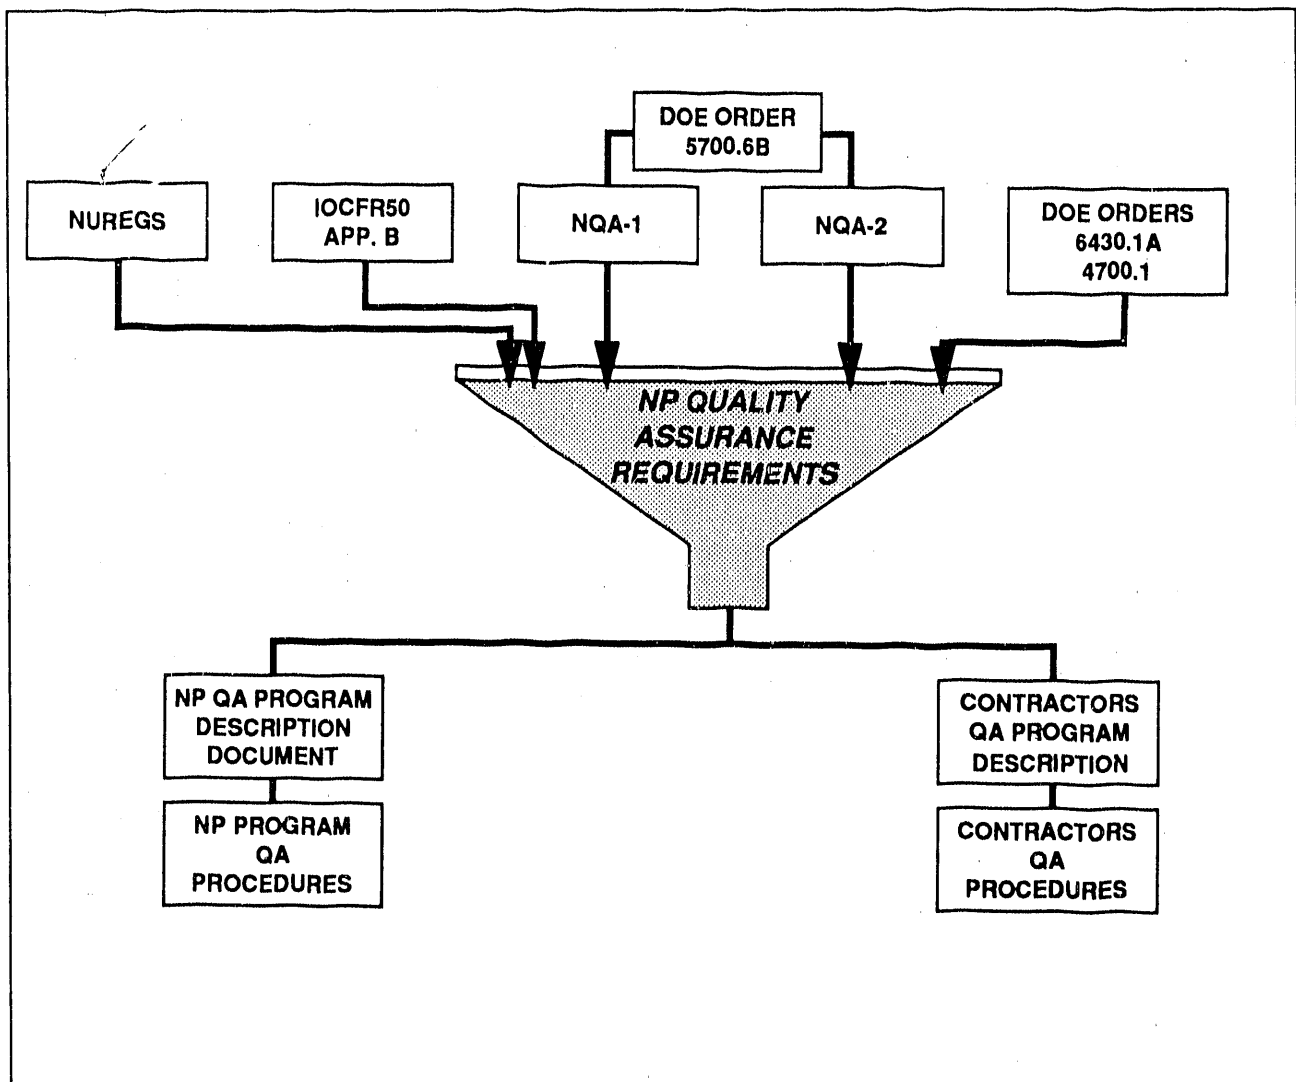 DOE ORDER
5700.6B
NUREGS
IOCFR50
APP. B
NQA-1
NQA-2
DOE ORDERS
6430.1A
4700.1
NP QUALITY
ASSURANCE
REQUIREMENTS
NP QA PROGRAM
DESCRIPTION
DOCUMENT
CONTRACTORS
QA PROGRAM
DESCRIPTION
NP PROGRAM
QA
PROCEDURES
CONTRACTORS
QA
PROCEDURES